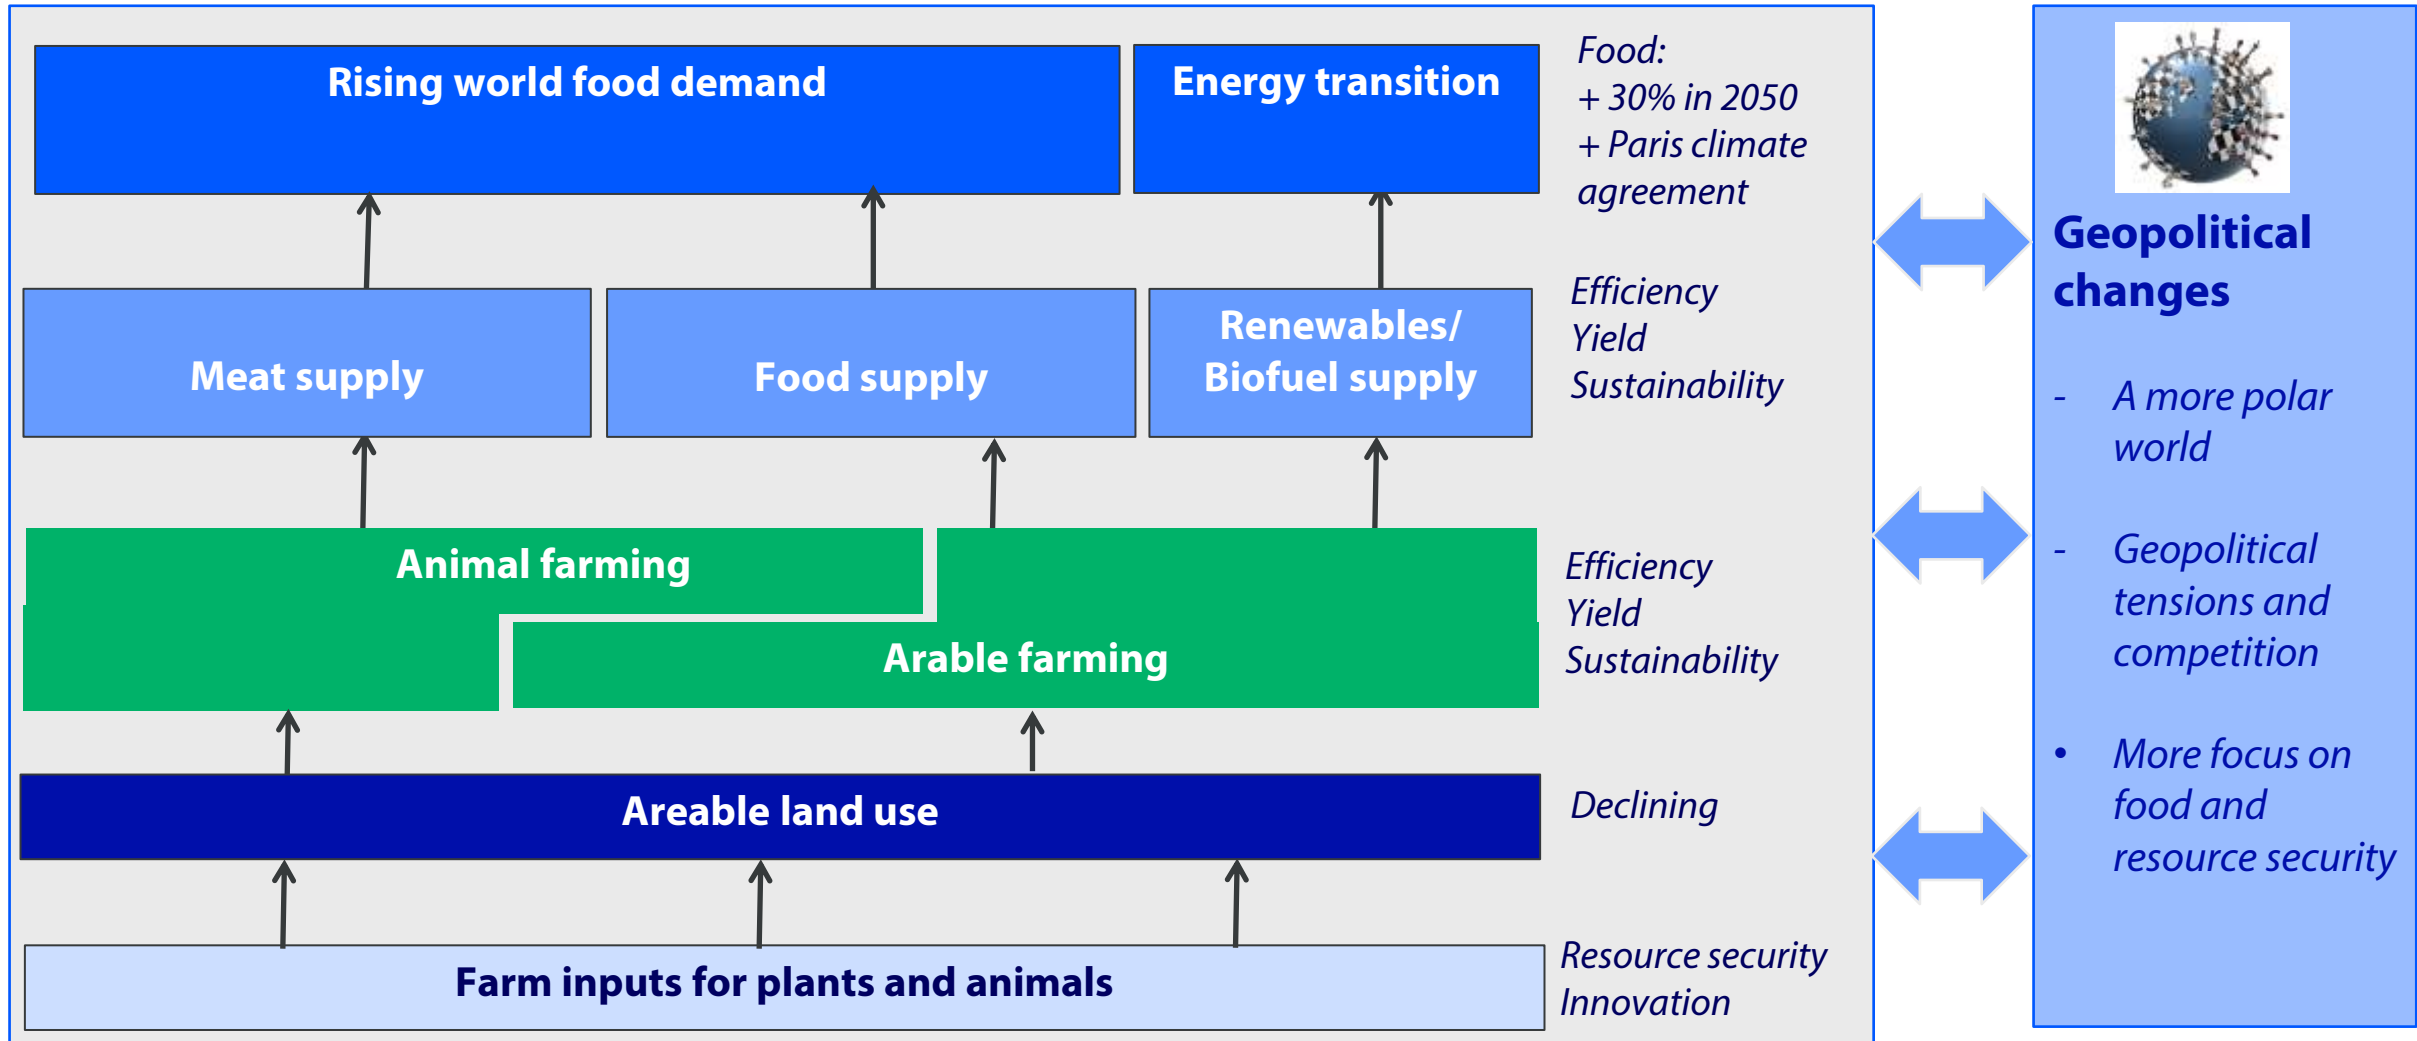 Rising world food demand
Energy transition
Food:
+ 30% in 2050
+ Paris climate
agreement
Meat supply
Food supply
Renewables/
Biofuel supply
Efficiency
Yield
Sustainability
Animal farming
Arable farming
Efficiency
Yield
Sustainability
Areable land use
Declining
Farm inputs for plants and animals
Resource security
Innovation
Geopolitical
changes
- A more polar
world
- Geopolitical
tensions and
competition
• More focus on
food and
resource security